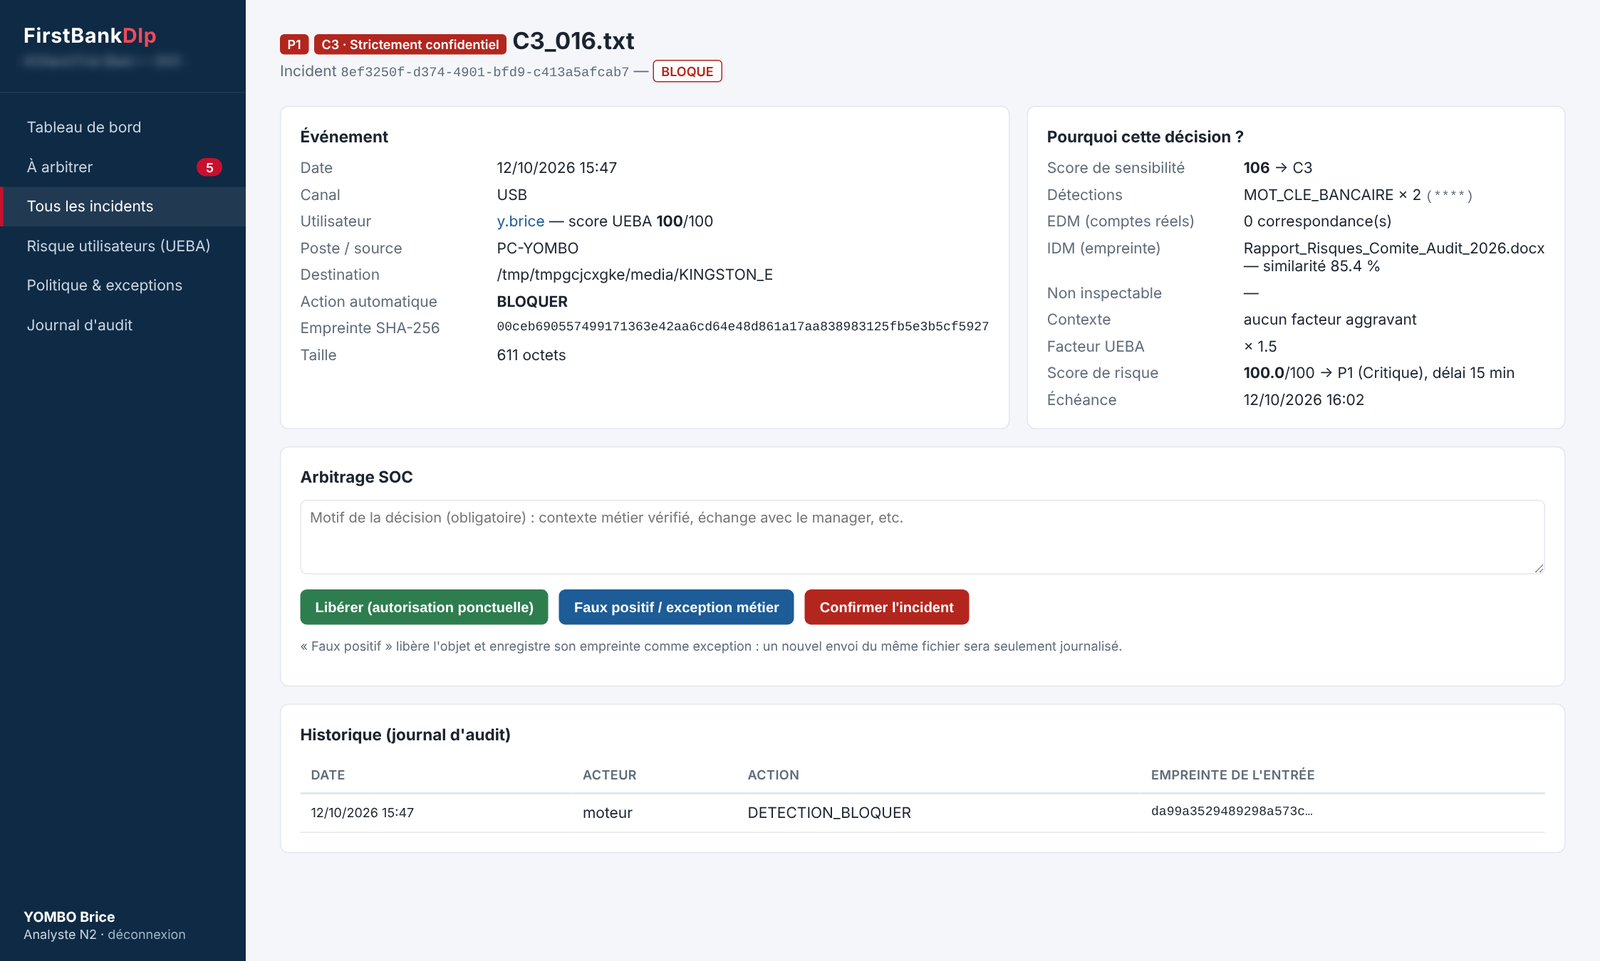 FirstBankDlp
Tableau de bord
À arbitrer 5
Tous les incidents
Risque utilisateurs (UEBA)
Politique & exceptions
Journal d'audit
YOMBO Brice
Analyste N2 · déconnexion
P1 C3 · Strictement confidentiel C3_016.txt
Incident 8ef3250f-d374-4901-bfd9-c413a5afcab7 — BLOQUE
Événement
Date 12/10/2026 15:47
Canal USB
Utilisateur y.brice — score UEBA 100/100
Poste / source PC-YOMBO
Destination /tmp/tmpgcjcxgke/media/KINGSTON_E
Action automatique BLOQUER
Empreinte SHA-256 00ceb690557499171363e42aa6cd64e48d861a17aa838983125fb5e3b5cf5927
Taille 611 octets
Pourquoi cette décision ?
Score de sensibilité 106 → C3
Détections MOT_CLE_BANCAIRE × 2 (****)
EDM (comptes réels) 0 correspondance(s)
IDM (empreinte) Rapport_Risques_Comite_Audit_2026.docx
— similarité 85.4 %
Non inspectable —
Contexte aucun facteur aggravant
Facteur UEBA × 1.5
Score de risque 100.0/100 → P1 (Critique), délai 15 min
Échéance 12/10/2026 16:02
Arbitrage SOC
Motif de la décision (obligatoire) : contexte métier vérifié, échange avec le manager, etc.
Libérer (autorisation ponctuelle) Faux positif / exception métier Confirmer l'incident
« Faux positif » libère l'objet et enregistre son empreinte comme exception : un nouvel envoi du même fichier sera seulement journalisé.
Historique (journal d'audit)
DATE ACTEUR ACTION EMPREINTE DE L'ENTRÉE
12/10/2026 15:47 moteur DETECTION_BLOQUER da99a3529489298a573c…